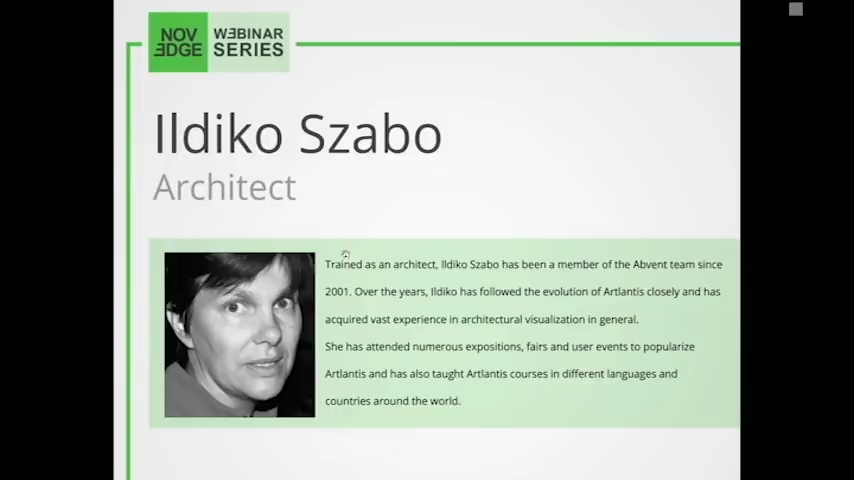 NOV
EDGE
WEBINAR
SERIES
Ildiko Szabo
Architect
Trained as an architect, Ildiko Szabo has been a member of the Abvent team since
2001. Over the years, Ildiko has followed the evolution of Artlantis closely and has
acquired vast experience in architectural visualization in general.
She has attended numerous expositions, fairs and user events to popularize
Artlantis and has also taught Artlantis courses in different languages and
countries around the world.